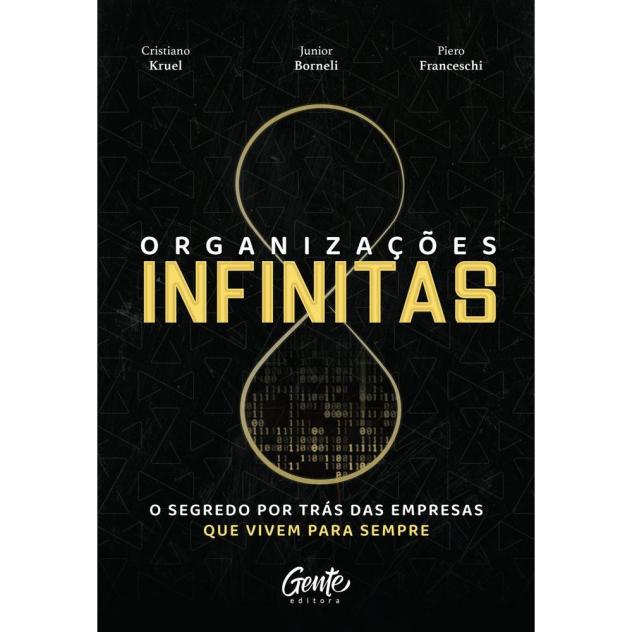 Cristiano Kruel
Junior Borneli
Piero Franceschi
ORGANIZAÇÕES
INFINITAS
O SEGREDO POR TRÁS DAS EMPRESAS
QUE VIVEM PARA SEMPRE
Gente
editora